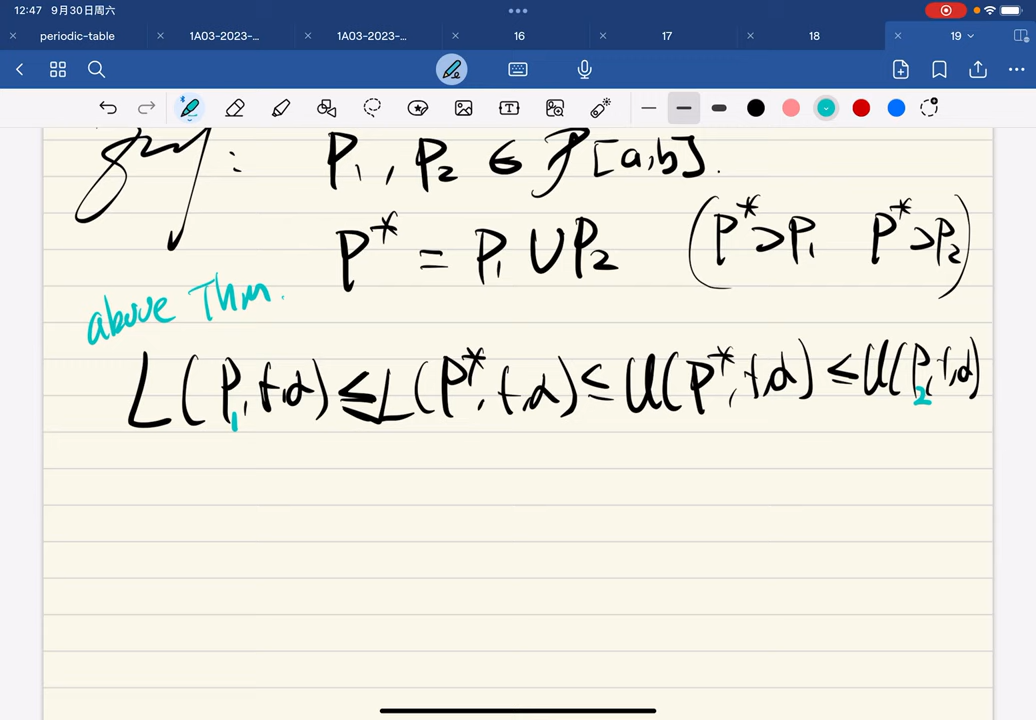 12:47 9月30日周六
periodic-table 1A03-2023-... 1A03-2023-... 16 17 18 19
: P₁, P₂ ∈ 𝒫[a,b].
P* = P₁ ∪ P₂ (P* ⊃ P₁ P* ⊃ P₂)
above Thm.
L(P₁,f,α) ≤ L(P*,f,α) ≤ U(P*,f,α) ≤ U(P₂,f,α)